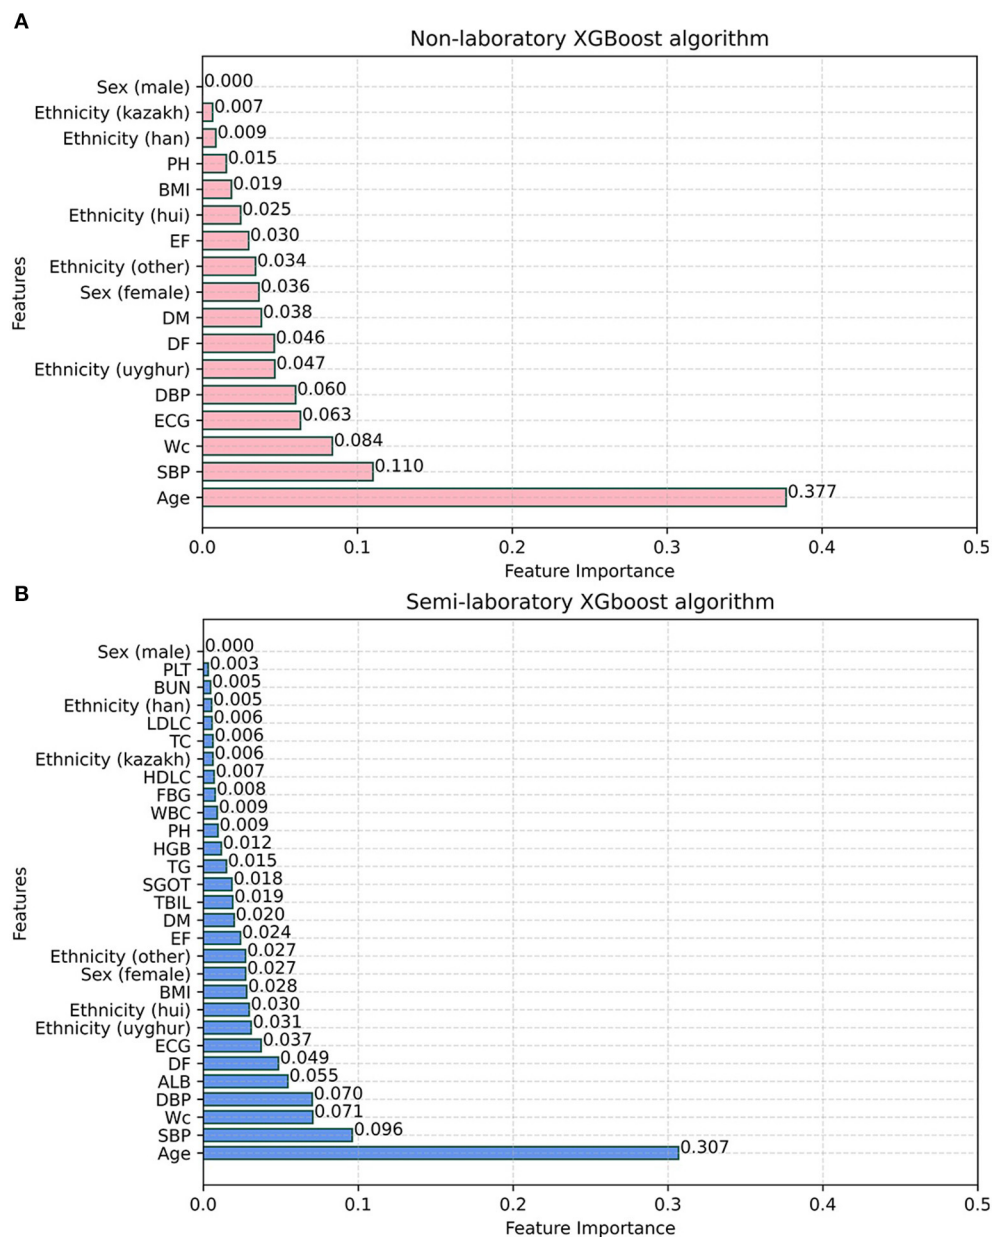 A
Non-laboratory XGBoost algorithm
Features
Sex (male) 0.000
Ethnicity (kazakh) 0.007
Ethnicity (han) 0.009
PH 0.015
BMI 0.019
Ethnicity (hui) 0.025
EF 0.030
Ethnicity (other) 0.034
Sex (female) 0.036
DM 0.038
DF 0.046
Ethnicity (uyghur) 0.047
DBP 0.060
ECG 0.063
Wc 0.084
SBP 0.110
Age 0.377
0.0 0.1 0.2 0.3 0.4 0.5
Feature Importance
B
Semi-laboratory XGboost algorithm
Features
Sex (male) 0.000
PLT 0.003
BUN 0.005
Ethnicity (han) 0.005
LDLC 0.006
TC 0.006
Ethnicity (kazakh) 0.006
HDLC 0.007
FBG 0.008
WBC 0.009
PH 0.009
HGB 0.012
TG 0.015
SGOT 0.018
TBIL 0.019
DM 0.020
EF 0.024
Ethnicity (other) 0.027
Sex (female) 0.027
BMI 0.028
Ethnicity (hui) 0.030
Ethnicity (uyghur) 0.031
ECG 0.037
DF 0.049
ALB 0.055
DBP 0.070
Wc 0.071
SBP 0.096
Age 0.307
0.0 0.1 0.2 0.3 0.4 0.5
Feature Importance